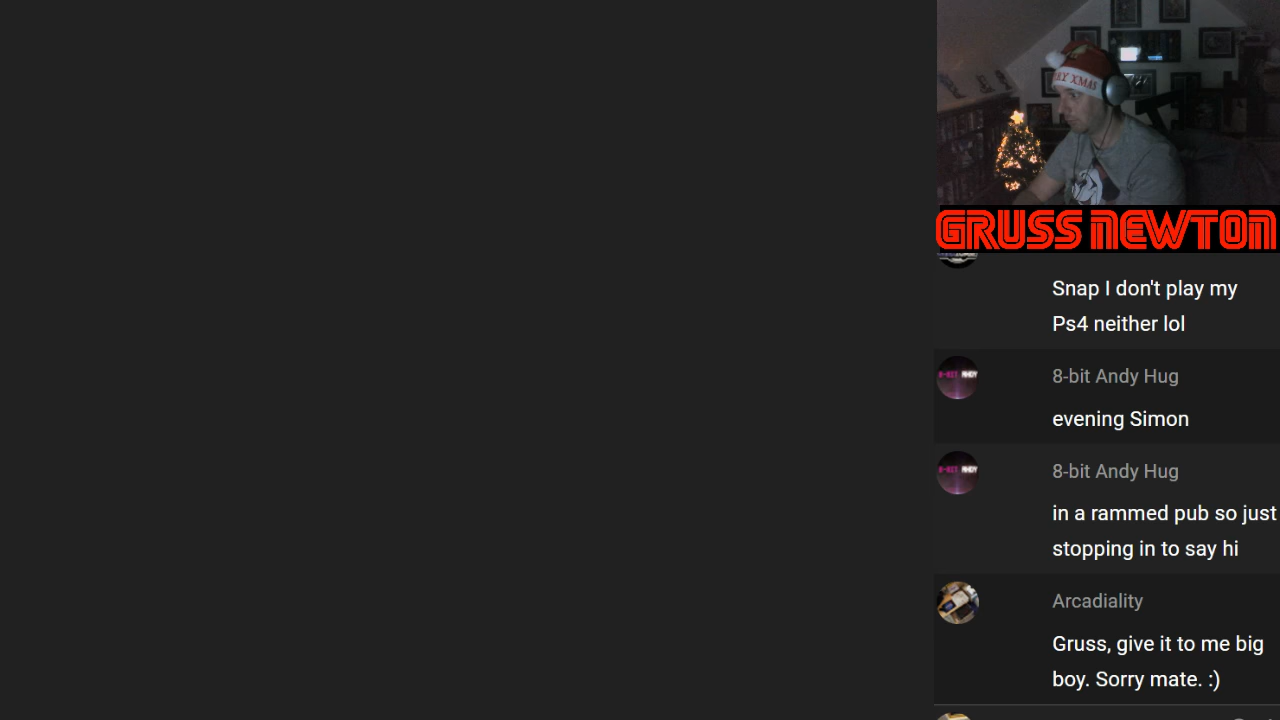 RY XMAS
GRUSS NEWTON
Snap I don't play my
Ps4 neither lol
8-bit Andy Hug
evening Simon
8-bit Andy Hug
in a rammed pub so just
stopping in to say hi
Arcadiality
Gruss, give it to me big
boy. Sorry mate. :)